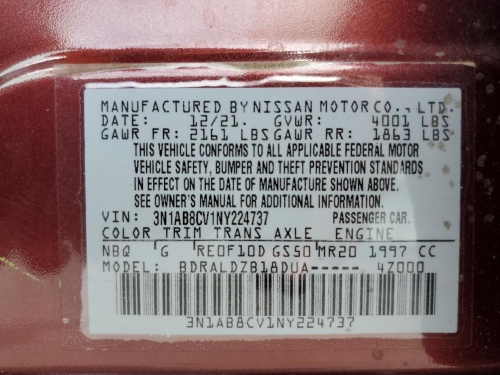 MANUFACTURED BY NISSAN MOTOR CO., LTD.
DATE: 12/21. GVWR: 4001 LBS
GAWR FR: 2161 LBS GAWR RR: 1863 LBS
THIS VEHICLE CONFORMS TO ALL APPLICABLE FEDERAL MOTOR
VEHICLE SAFETY, BUMPER AND THEFT PREVENTION STANDARDS
IN EFFECT ON THE DATE OF MANUFACTURE SHOWN ABOVE.
SEE OWNER'S MANUAL FOR ADDITIONAL INFORMATION.
VIN: 3N1AB8CV1NY224737 PASSENGER CAR.
COLOR TRIM TRANS AXLE ENGINE
NBQ G RE0F10D GS50 MR20 1997 CC
MODEL: BDRALDZB18DUA----- 4Z000
3N1AB8CV1NY224737